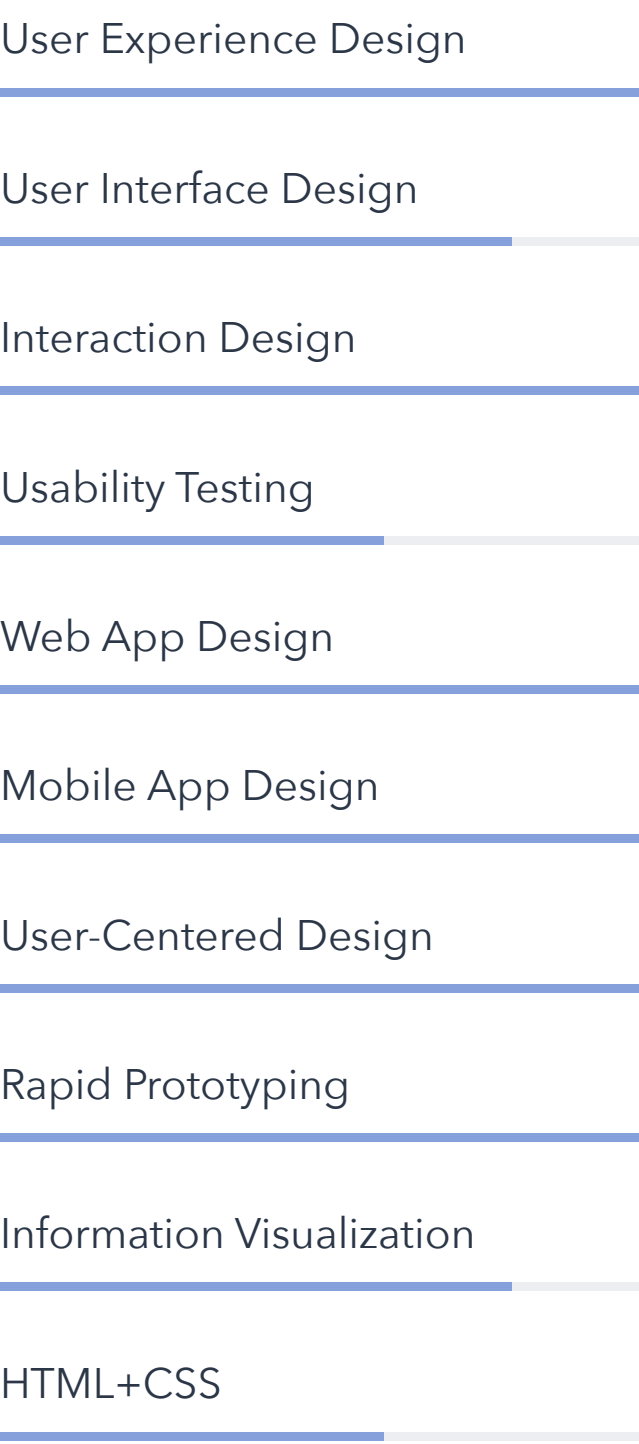 User Experience Design
User Interface Design
Interaction Design
Usability Testing
Web App Design
Mobile App Design
User-Centered Design
Rapid Prototyping
Information Visualization
HTML+CSS